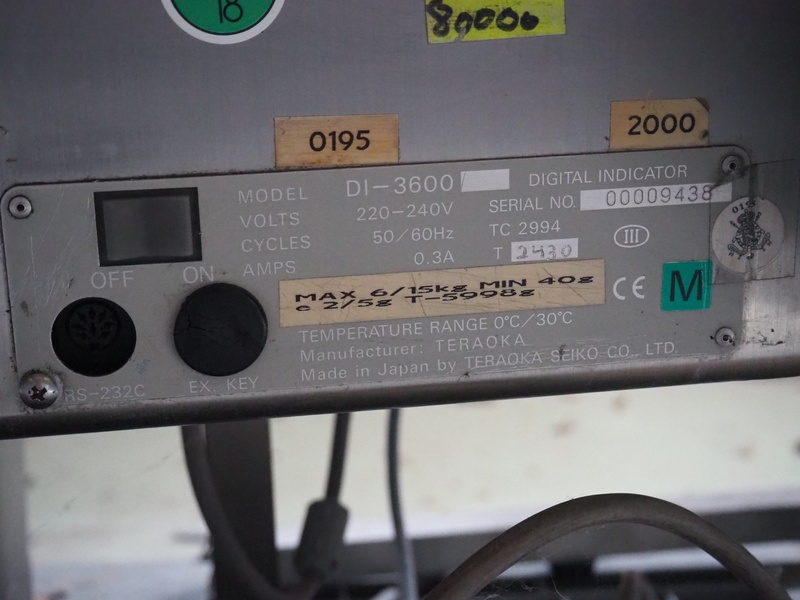 18
80000
0195
2000
MODEL DI-3600 DIGITAL INDICATOR
VOLTS 220-240V SERIAL NO. 00009438
CYCLES 50/60Hz TC 2994
AMPS 0.3A T 2430
III
0195
OFF ON
MAX 6/15kg MIN 40g
e 2/5g T-5998g
CE M
TEMPERATURE RANGE 0°C/30°C
Manufacturer: TERAOKA
Made in Japan by TERAOKA SEIKO CO., LTD.
RS-232C EX. KEY